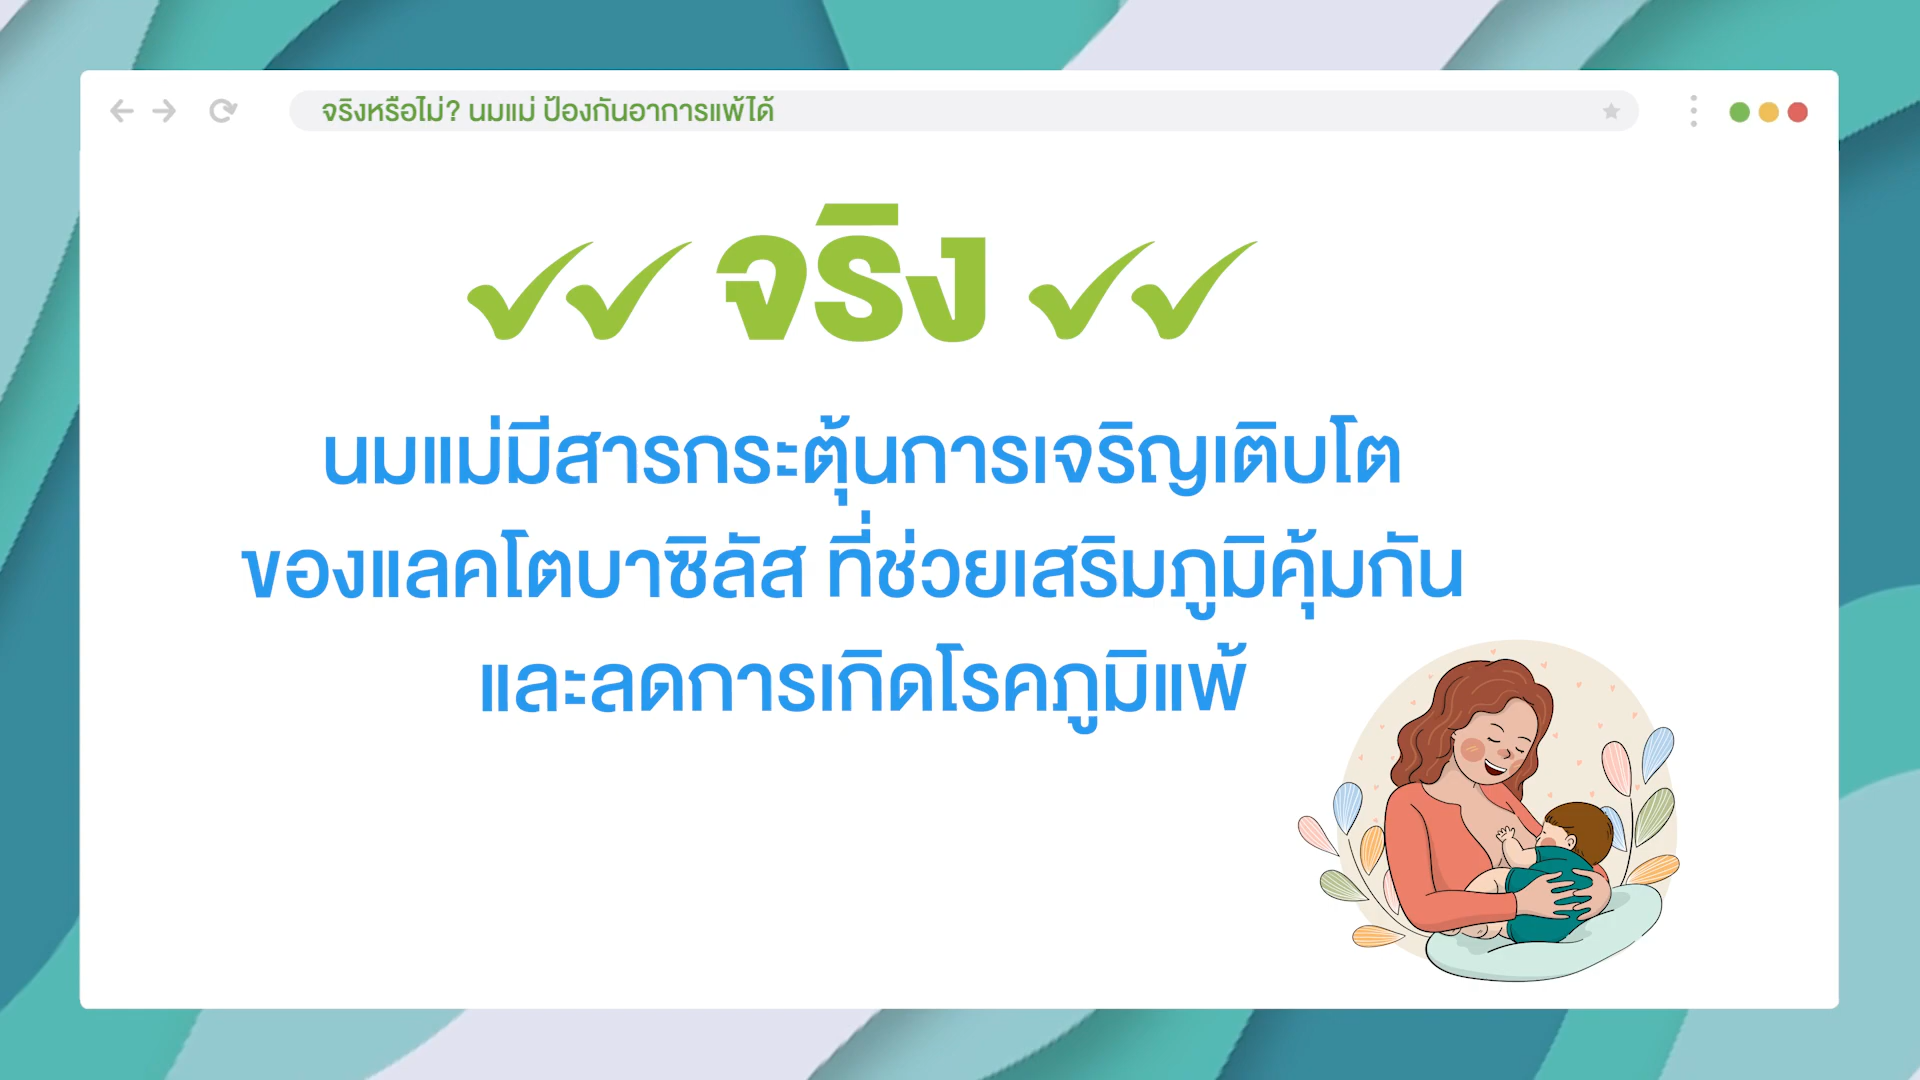 จริงหรือไม่? นมแม่ ป้องกันอาการแพ้ได้
จริง
นมแม่มีสารกระตุ้นการเจริญเติบโต
ของแลคโตบาซิลัส ที่ช่วยเสริมภูมิคุ้มกัน
และลดการเกิดโรคภูมิแพ้